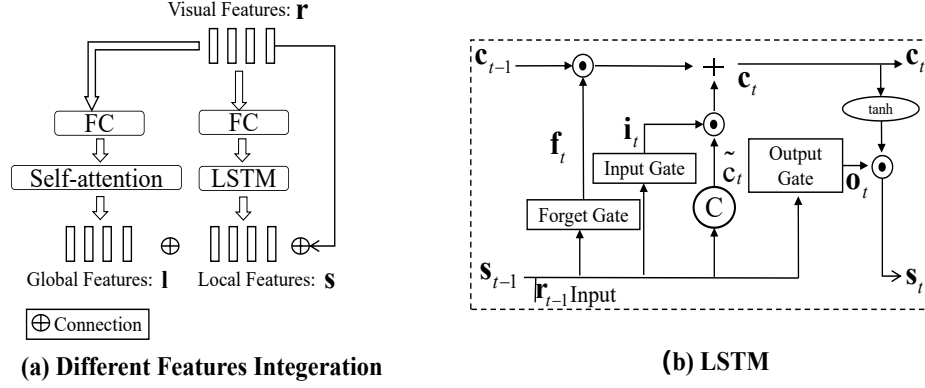 Visual Features: r
FC
FC
Self-attention
LSTM
⊕
⊕
Global Features: l
Local Features: s
⊕ Connection
(a) Different Features Integeration
c_{t-1}
+
c_t
c_t
tanh
f_t
i_t
c̃_t
Input Gate
Output
Gate
o_t
Forget Gate
C
s_{t-1}
r_{t-1} Input
s_t
(b) LSTM